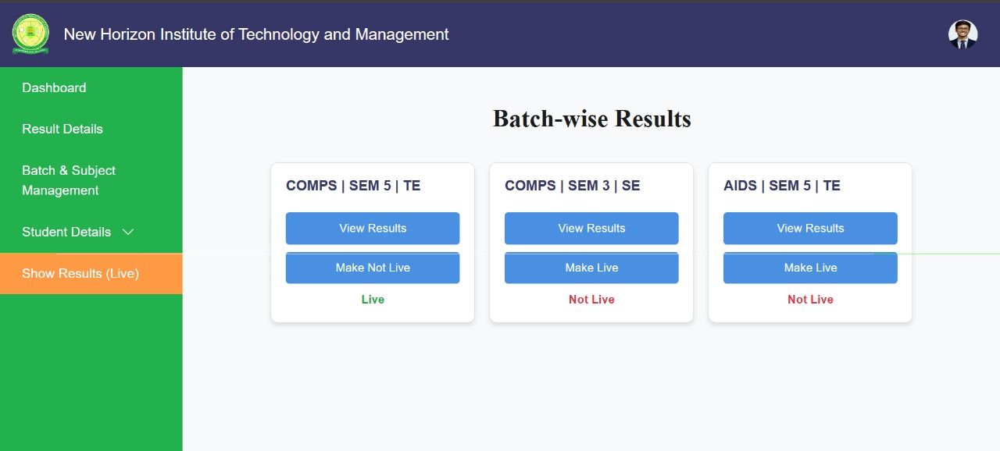 New Horizon Institute of Technology and Management
Dashboard
Result Details
Batch & Subject
Management
Student Details
Show Results (Live)
Batch-wise Results
COMPS | SEM 5 | TE
View Results
Make Not Live
Live
COMPS | SEM 3 | SE
View Results
Make Live
Not Live
AIDS | SEM 5 | TE
View Results
Make Live
Not Live